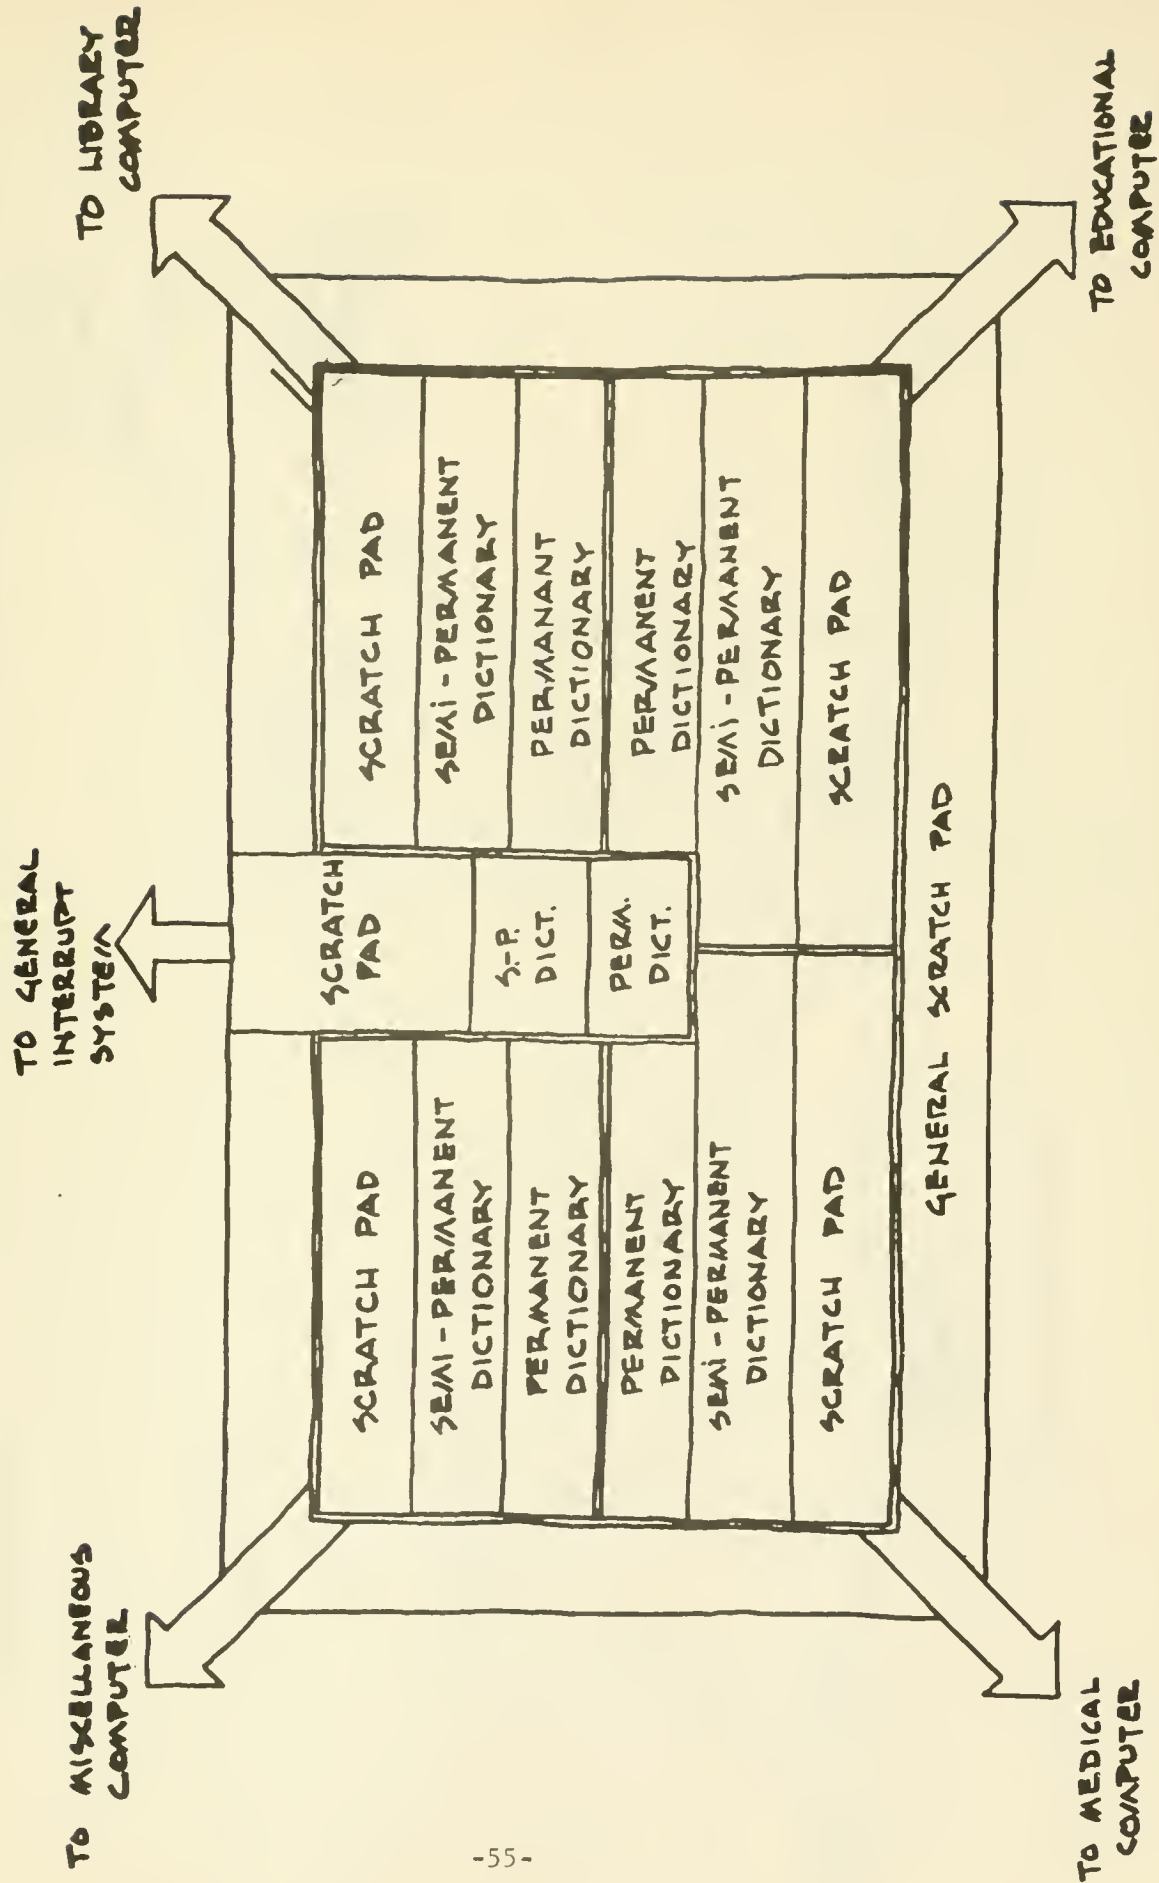 TO MISCELLANEOUS
COMPUTER
TO GENERAL
INTERRUPT
SYSTEM
TO LIBRARY
COMPUTER
SCRATCH PAD
SEMI-PERMANENT
DICTIONARY
PERMANENT
DICTIONARY
PERMANENT
DICTIONARY
SEMI-PERMANENT
DICTIONARY
SCRATCH PAD
SCRATCH
PAD
S.-P.
DICT.
PERM.
DICT.
SCRATCH PAD
SEMI-PERMANENT
DICTIONARY
PERMANANT
DICTIONARY
PERMANENT
DICTIONARY
SEMI-PERMANENT
DICTIONARY
SCRATCH PAD
GENERAL SCRATCH PAD
TO MEDICAL
COMPUTER
TO EDUCATIONAL
COMPUTER
-55-